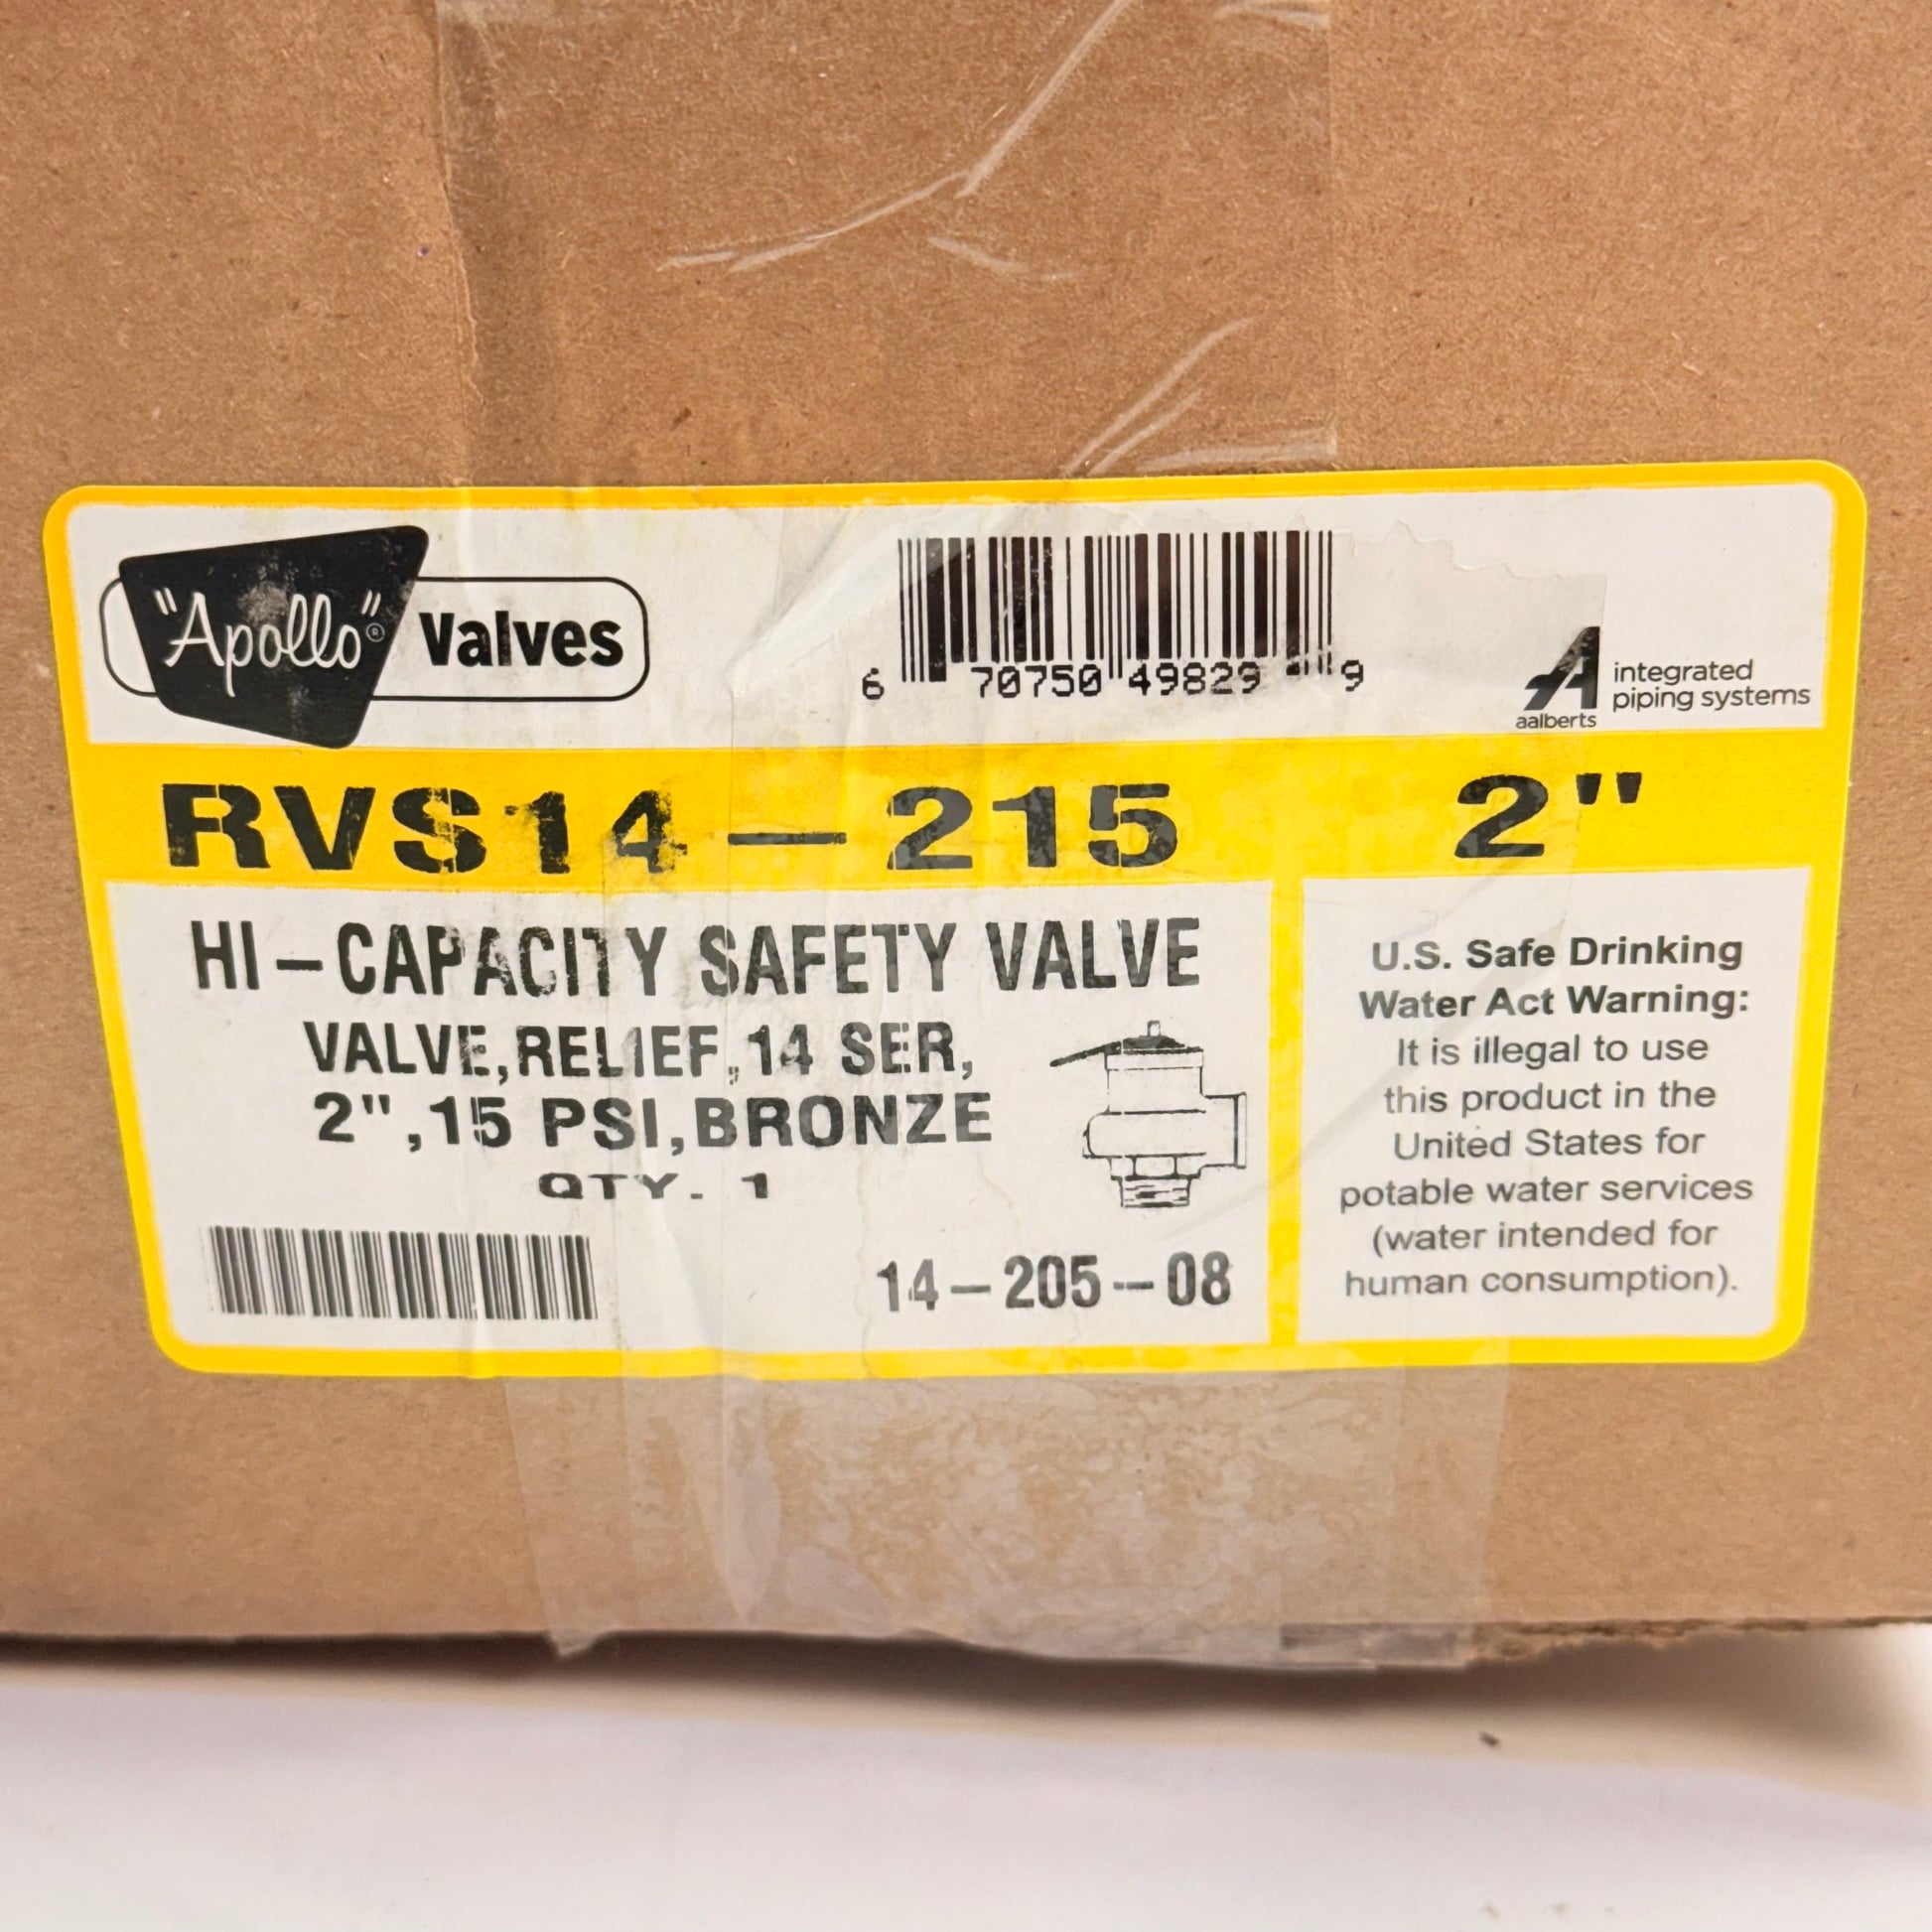 "Apollo"® Valves
6 70750 49829 9
aalberts
integrated
piping systems
RVS14-215 2"
HI-CAPACITY SAFETY VALVE
VALVE,RELIEF,14 SER,
2",15 PSI,BRONZE
QTY. 1
14-205-08
U.S. Safe Drinking
Water Act Warning:
It is illegal to use
this product in the
United States for
potable water services
(water intended for
human consumption).